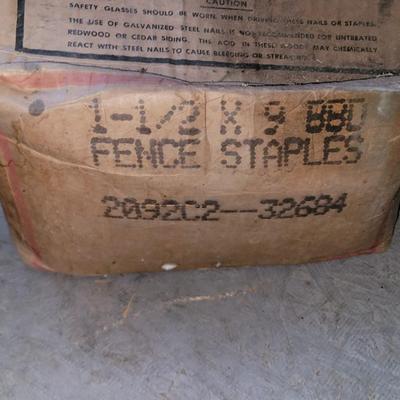 CAUTION
SAFETY GLASSES SHOULD BE WORN WHEN DRIVING THESE NAILS OR STAPLES.
THE USE OF GALVANIZED STEEL NAILS IS NOT RECOMMENDED FOR UNTREATED
REDWOOD OR CEDAR SIDING. THE ACID IN THESE WOODS MAY CHEMICALLY
REACT WITH STEEL NAILS TO CAUSE BLEEDING OR STREAKING.
1-1/2 X 9
FENCE STAPLES
2092C2--32684